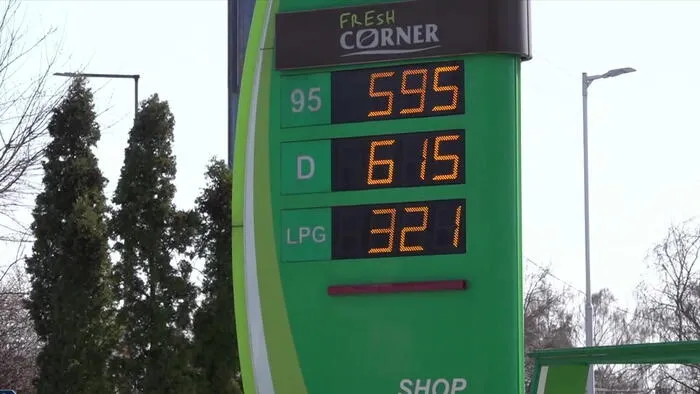 FRESH
CORNER
95 595
D 615
LPG 321
SHOP